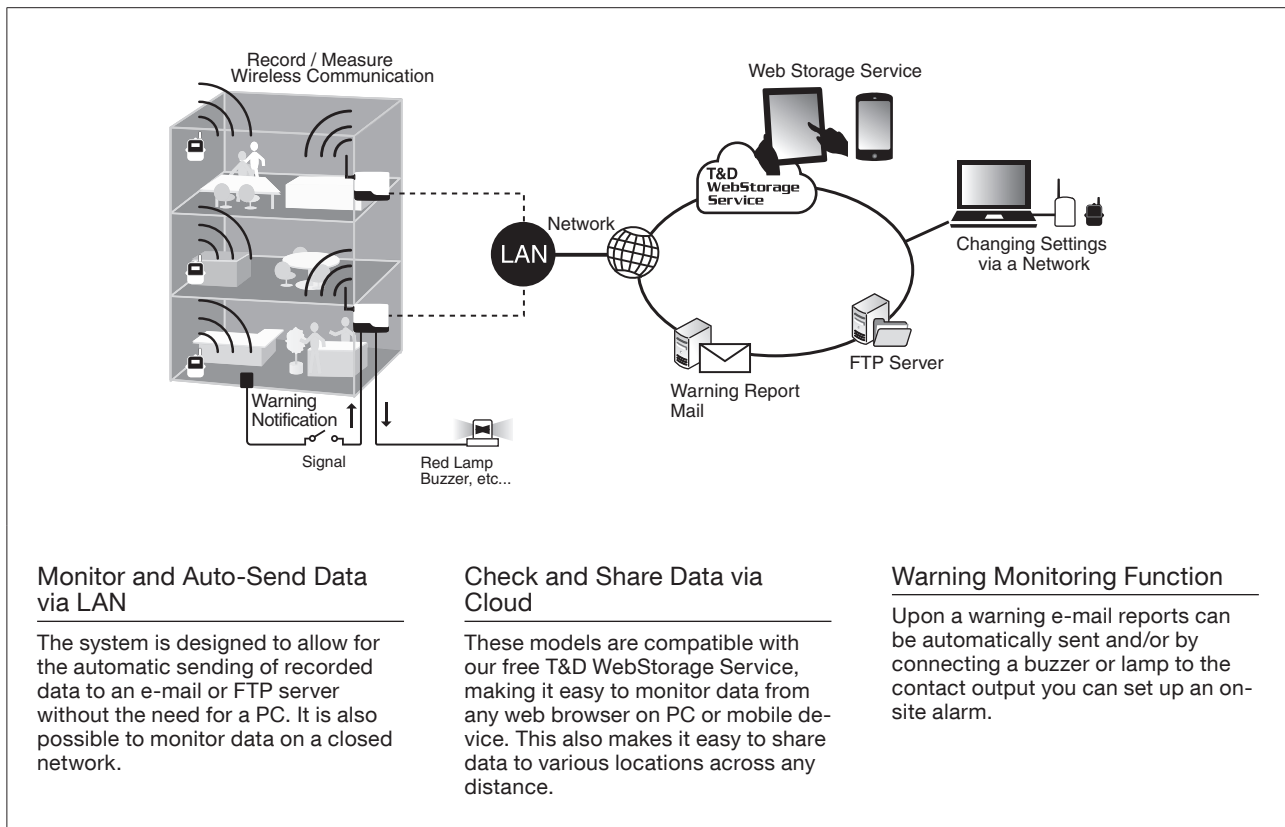 Record / Measure
Wireless Communication
Web Storage Service
T&D
WebStorage
Service
Network
LAN
Changing Settings
via a Network
FTP Server
Warning Report
Mail
Warning
Notification
Signal
Red Lamp
Buzzer, etc...
Monitor and Auto-Send Data
via LAN
The system is designed to allow for
the automatic sending of recorded
data to an e-mail or FTP server
without the need for a PC. It is also
possible to monitor data on a closed
network.
Check and Share Data via
Cloud
These models are compatible with
our free T&D WebStorage Service,
making it easy to monitor data from
any web browser on PC or mobile de-
vice. This also makes it easy to share
data to various locations across any
distance.
Warning Monitoring Function
Upon a warning e-mail reports can
be automatically sent and/or by
connecting a buzzer or lamp to the
contact output you can set up an on-
site alarm.